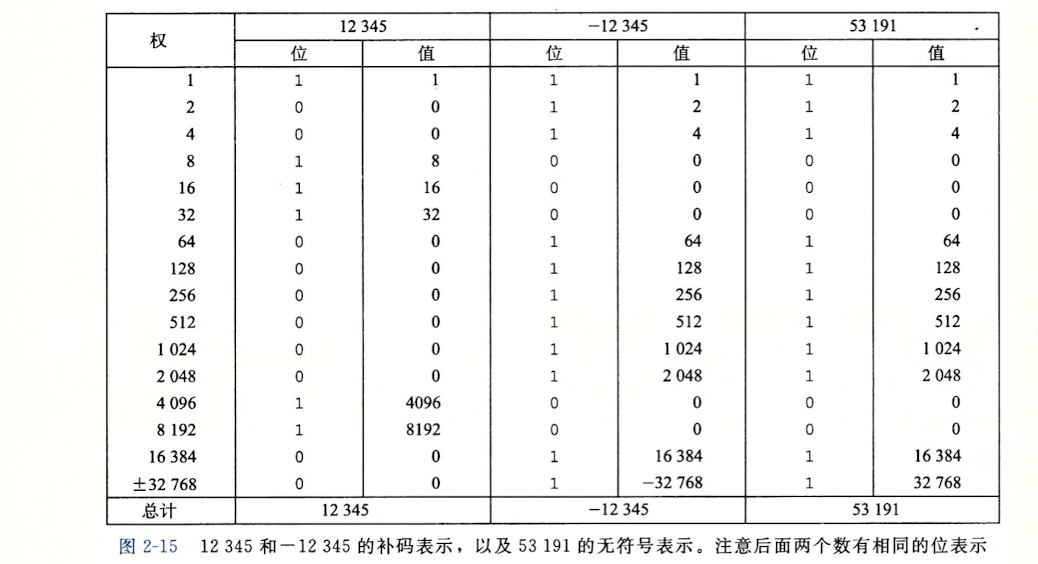 权 12 345 −12 345 53 191
位 值 位 值 位 值
1 1 1 1 1 1 1
2 0 0 1 2 1 2
4 0 0 1 4 1 4
8 1 8 0 0 0 0
16 1 16 0 0 0 0
32 1 32 0 0 0 0
64 0 0 1 64 1 64
128 0 0 1 128 1 128
256 0 0 1 256 1 256
512 0 0 1 512 1 512
1 024 0 0 1 1 024 1 1 024
2 048 0 0 1 2 048 1 2 048
4 096 1 4096 0 0 0 0
8 192 1 8192 0 0 0 0
16 384 0 0 1 16 384 1 16 384
±32 768 0 0 1 −32 768 1 32 768
总计 12 345 −12 345 53 191
图 2-15 12 345 和−12 345 的补码表示，以及 53 191 的无符号表示。注意后面两个数有相同的位表示